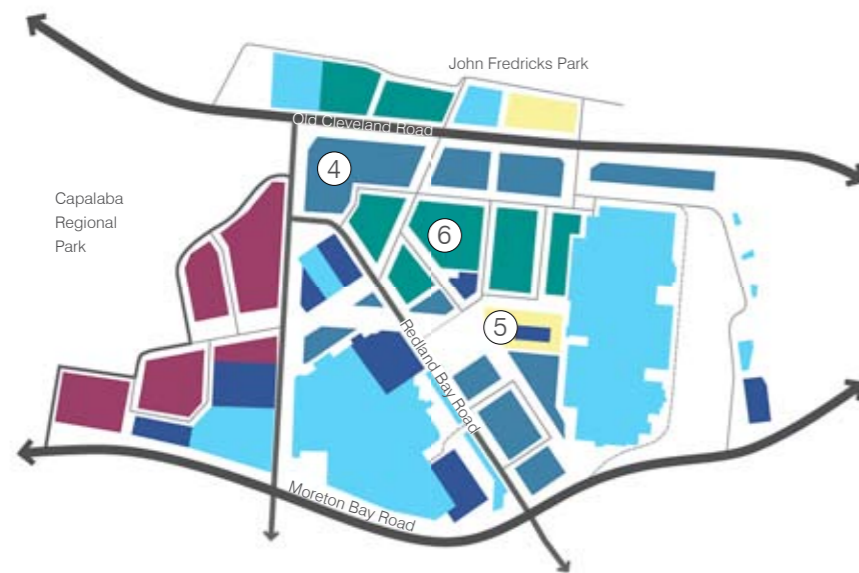 John Fredricks Park
Old Cleveland Road
4
Capalaba
Regional
Park
6
5
Redland Bay Road
Moreton Bay Road